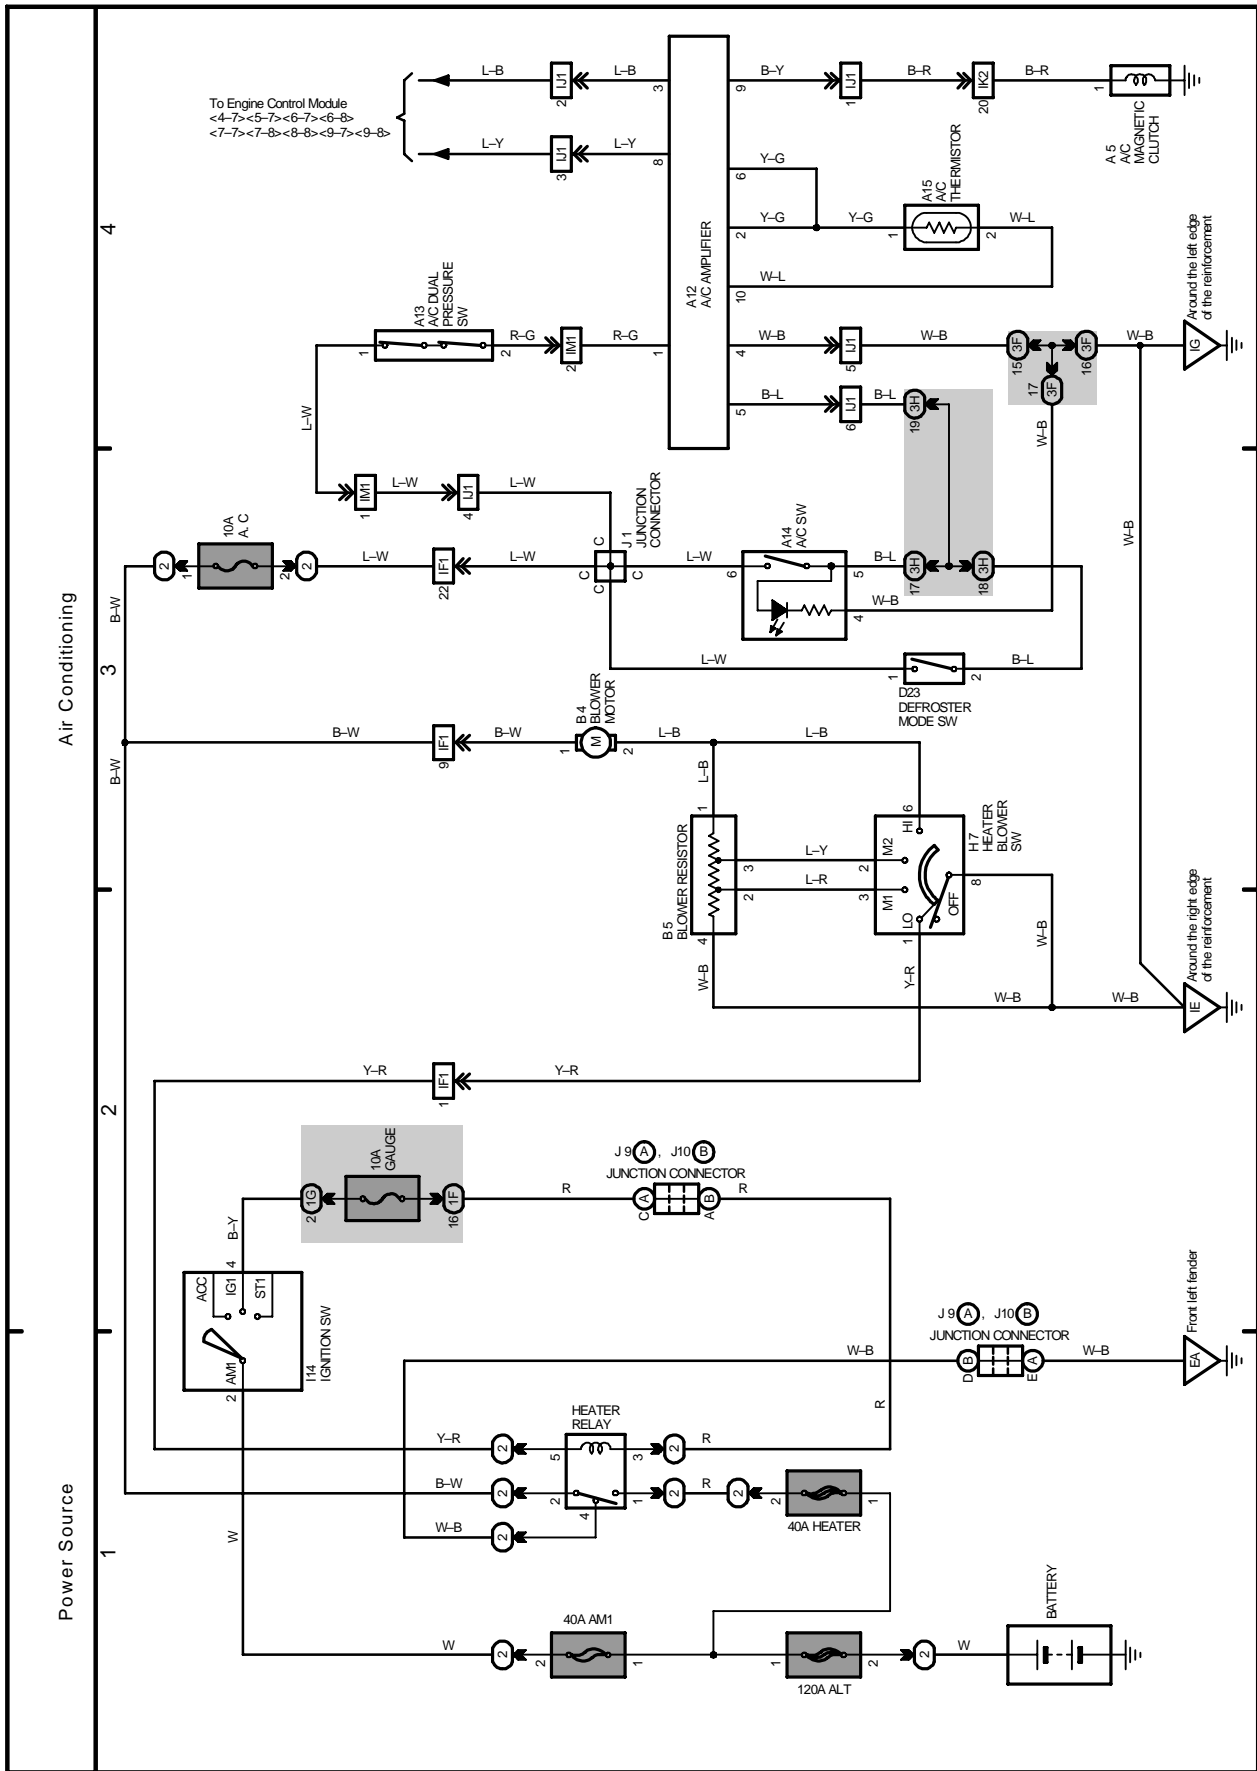 Power Source
Air Conditioning
1
2
3
4
To Engine Control Module
<4–7><5–7><6–7><6–8>
<7–7><7–8><8–8><9–7><9–8>
L–B
2
IJ1
L–B
3
L–Y
3
IJ1
L–Y
8
A12
A/C AMPLIFIER
9
B–Y
1
IJ1
B–R
20
IK2
B–R
1
A 5
A/C
MAGNETIC
CLUTCH
6
Y–G
2
Y–G
Y–G
1
A15
A/C
THERMISTOR
2
W–L
10
W–L
A13
A/C DUAL
PRESSURE
SW
1
2
R–G
2
IM1
R–G
1
4
W–B
5
IJ1
W–B
15
3F
17
3F
16
3F
W–B
IG
Around the left edge
of the reinforcement
5
B–L
6
IJ1
B–L
19
3H
W–B
L–W
1
IM1
L–W
4
IJ1
L–W
W–B
10A
A. C
2
1
2
2
L–W
22
IF1
L–W
C
C
C
C
J 1
JUNCTION
CONNECTOR
L–W
6
A14
A/C SW
5
B–L
17
3H
18
3H
4
W–B
B–W
L–W
1
2
B–L
D23
DEFROSTER
MODE SW
B–W
B–W
9
IF1
B–W
1
B 4
BLOWER
MOTOR
M
2
L–B
L–B
L–B
1
B 5
BLOWER RESISTOR
3
L–Y
2
M2
2
L–R
3
M1
4
W–B
6
HI
H 7
HEATER
BLOWER
SW
8
OFF
LO
1
Y–R
W–B
W–B
W–B
IE
Around the right edge
of the reinforcement
Y–R
1
IF1
Y–R
10A
GAUGE
2
1G
16
1F
B–Y
R
J 9 A , J10 B
JUNCTION CONNECTOR
C
A
A
B
R
ACC
IG1
ST1
4
AM1
2
I14
IGNITION SW
J 9 A , J10 B
JUNCTION CONNECTOR
W–B
D
B
E
A
W–B
EA
Front left fender
R
HEATER
RELAY
Y–R
2
5
3
2
R
B–W
2
2
1
2
R
2
2
1
40A HEATER
W–B
2
4
W
40A AM1
W
2
2
1
1
2
120A ALT
2
W
BATTERY